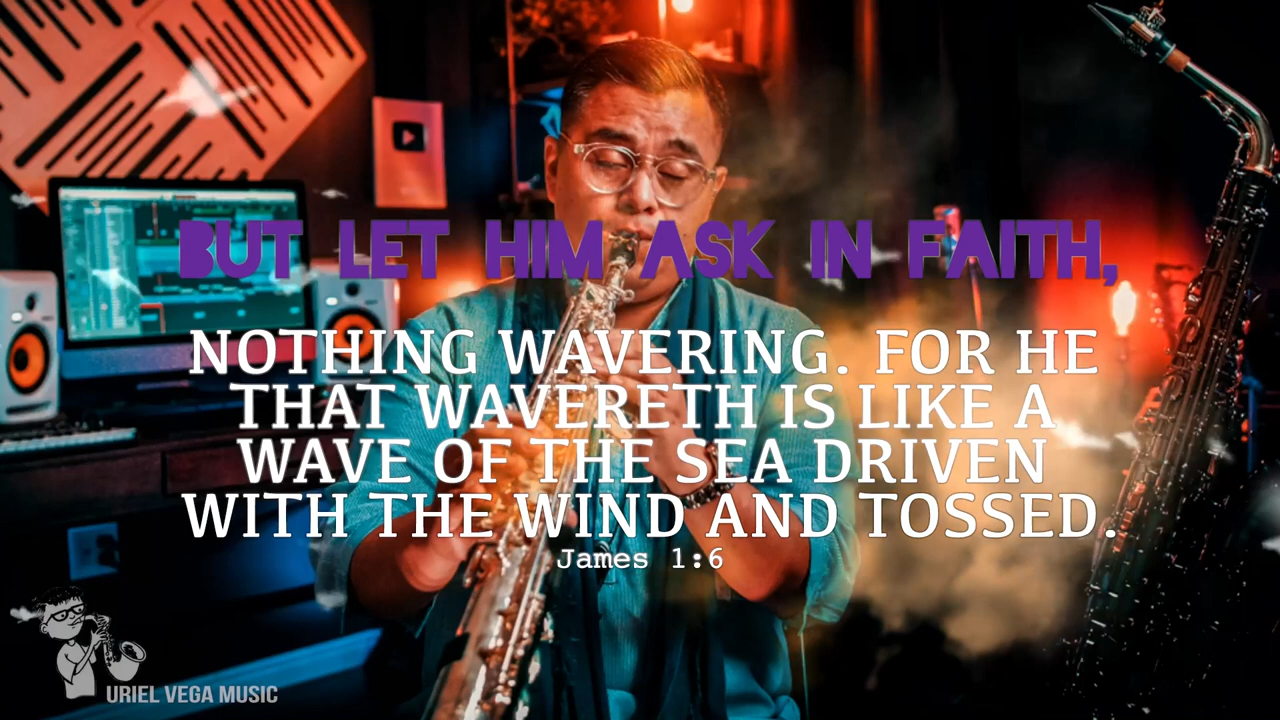 BUT LET HIM ASK IN FAITH,
NOTHING WAVERING. FOR HE
THAT WAVERETH IS LIKE A
WAVE OF THE SEA DRIVEN
WITH THE WIND AND TOSSED.
James 1:6
URIEL VEGA MUSIC